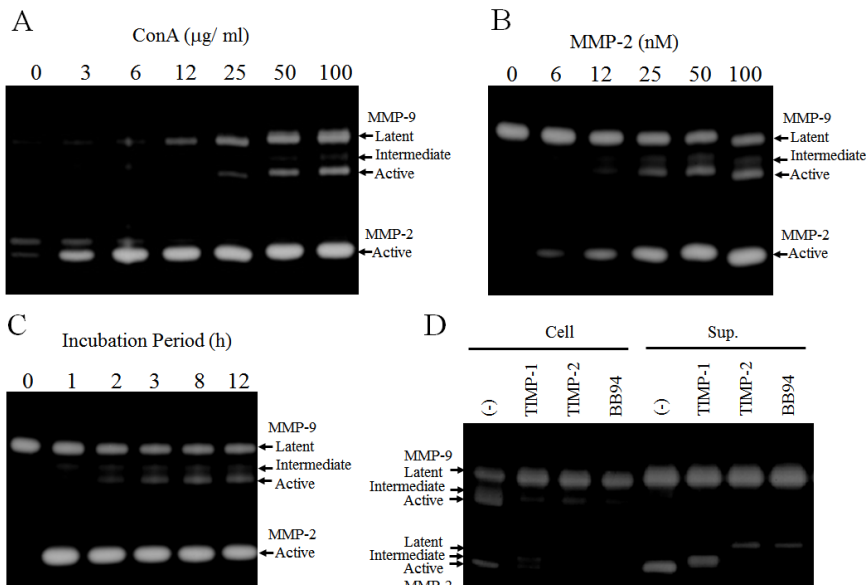 A
ConA (μg/ ml)
0 3 6 12 25 50 100
MMP-9
Latent
Intermediate
Active
MMP-2
Active
B
MMP-2 (nM)
0 6 12 25 50 100
MMP-9
Latent
Intermediate
Active
MMP-2
Active
C
Incubation Period (h)
0 1 2 3 8 12
MMP-9
Latent
Intermediate
Active
MMP-2
Active
D
Cell Sup.
(-) TIMP-1 TIMP-2 BB94 (-) TIMP-1 TIMP-2 BB94
MMP-9
Latent
Intermediate
Active
Latent
Intermediate
Active
MMP-2